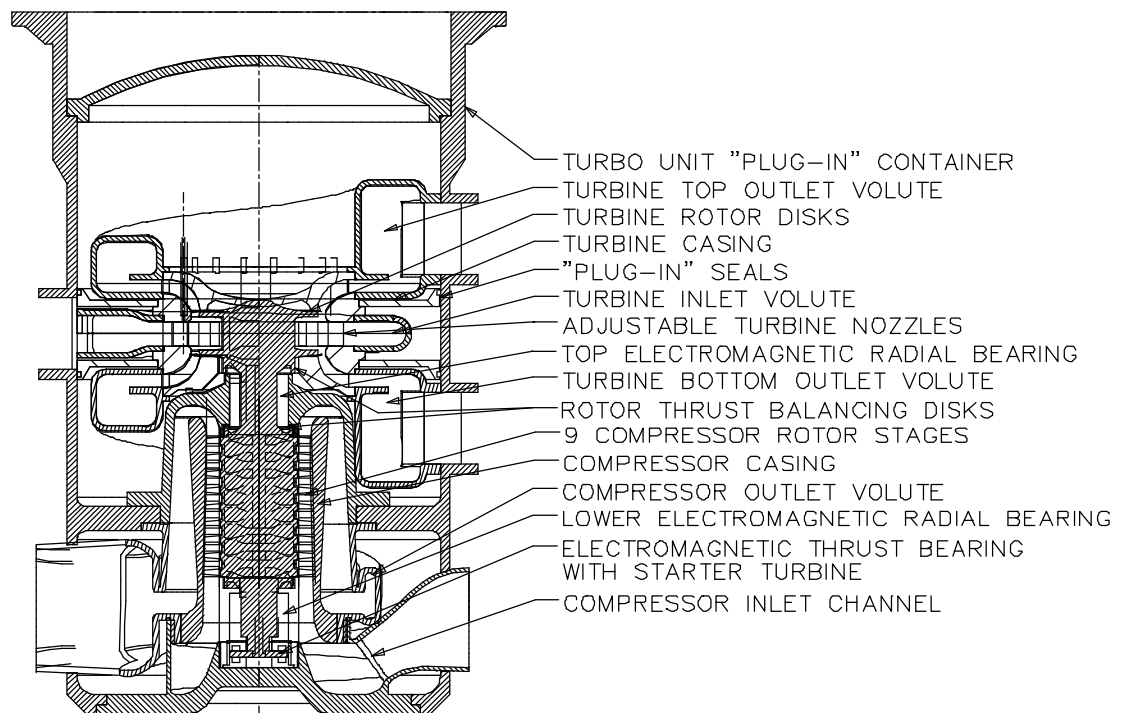 TURBO UNIT "PLUG-IN" CONTAINER
TURBINE TOP OUTLET VOLUTE
TURBINE ROTOR DISKS
TURBINE CASING
"PLUG-IN" SEALS
TURBINE INLET VOLUTE
ADJUSTABLE TURBINE NOZZLES
TOP ELECTROMAGNETIC RADIAL BEARING
TURBINE BOTTOM OUTLET VOLUTE
ROTOR THRUST BALANCING DISKS
9 COMPRESSOR ROTOR STAGES
COMPRESSOR CASING
COMPRESSOR OUTLET VOLUTE
LOWER ELECTROMAGNETIC RADIAL BEARING
ELECTROMAGNETIC THRUST BEARING
WITH STARTER TURBINE
COMPRESSOR INLET CHANNEL